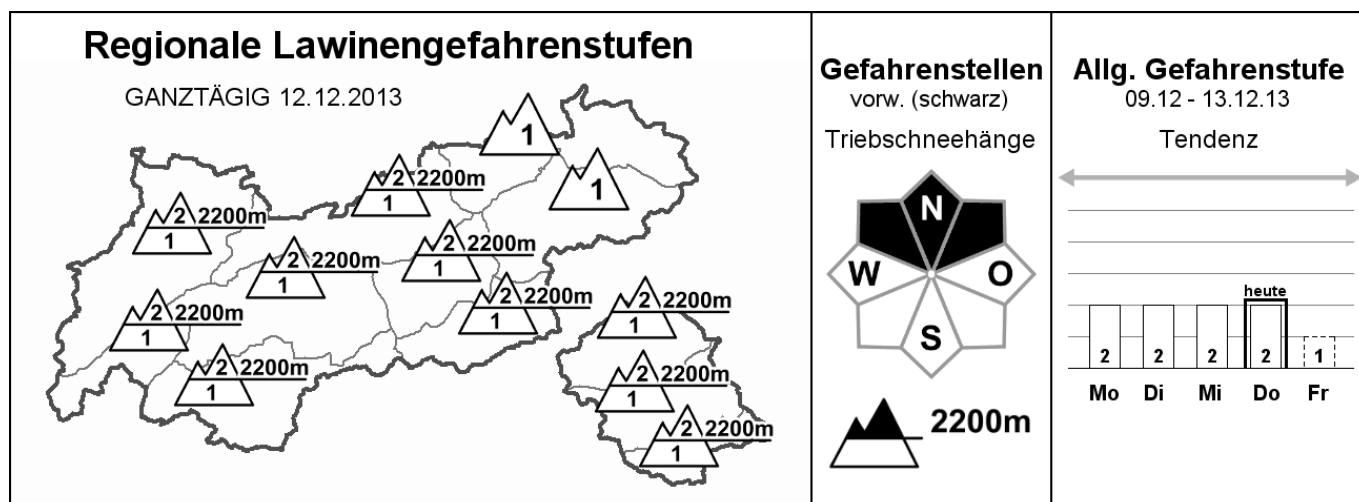 Regionale Lawinengefahrenstufen
GANZTÄGIG 12.12.2013
1
1
2 2200m
1
2 2200m
1
2 2200m
1
2 2200m
1
2 2200m
1
2 2200m
1
2 2200m
1
2 2200m
1
2 2200m
1
2 2200m
1
Gefahrenstellen
vorw. (schwarz)
Triebschneehänge
N
W O
S
2200m
Allg. Gefahrenstufe
09.12 - 13.12.13
Tendenz
heute
2 2 2 2 1
Mo Di Mi Do Fr